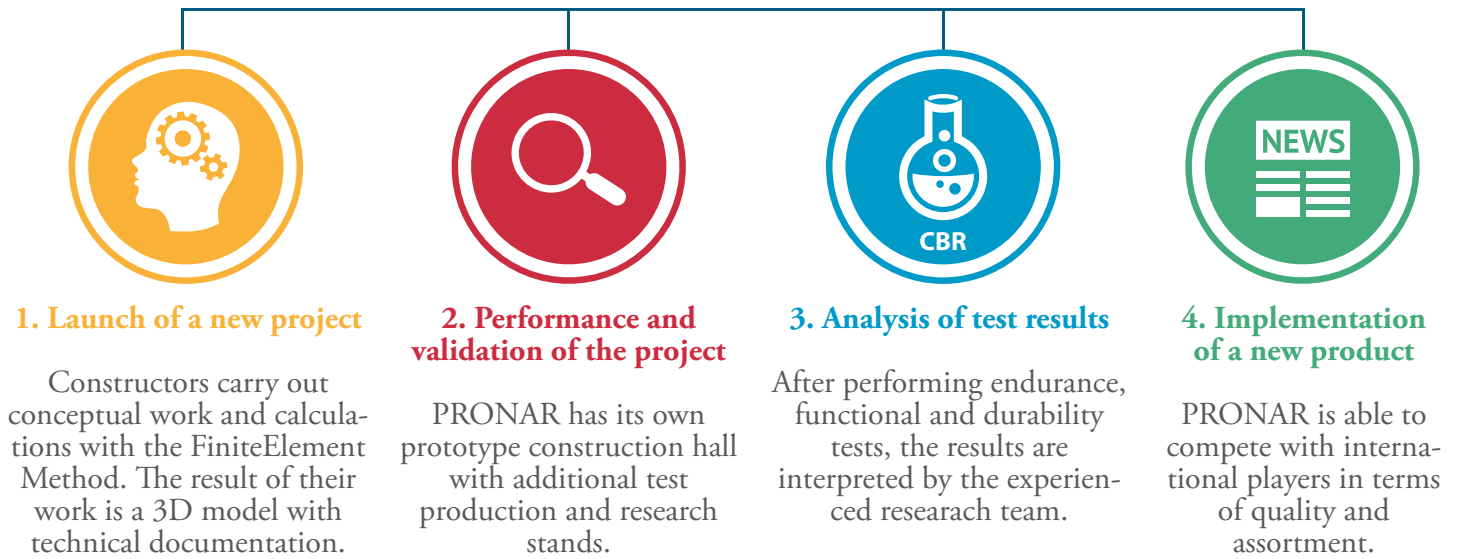 NEWS
CBR
1. Launch of a new project
Constructors carry out
conceptual work and calcula-
tions with the FiniteElement
Method. The result of their
work is a 3D model with
technical documentation.
2. Performance and
validation of the project
PRONAR has its own
prototype construction hall
with additional test
production and research
stands.
3. Analysis of test results
After performing endurance,
functional and durability
tests, the results are
interpreted by the experien-
ced researach team.
4. Implementation
of a new product
PRONAR is able to
compete with interna-
tional players in terms
of quality and
assortment.